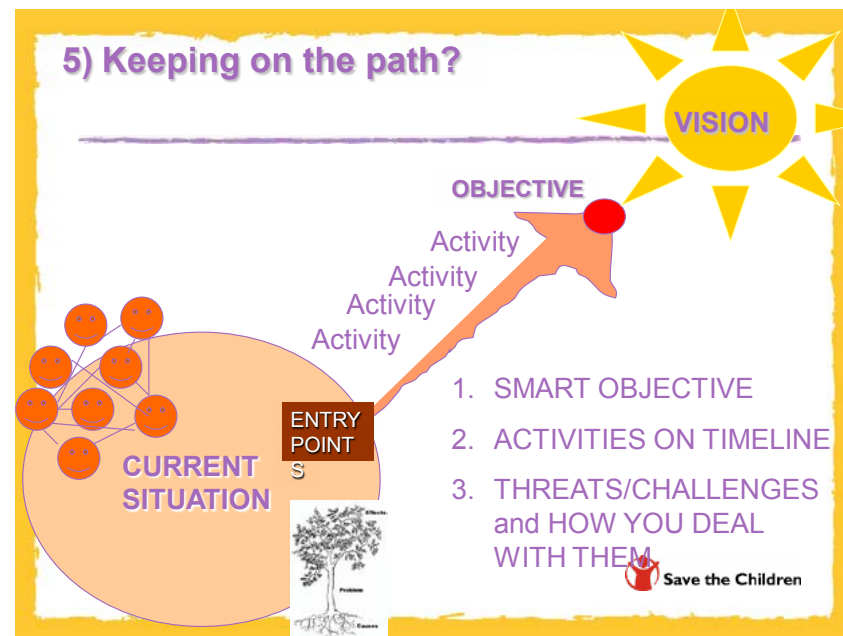 5) Keeping on the path?
VISION
OBJECTIVE
Activity
Activity
Activity
Activity
ENTRY
POINT
S
CURRENT
SITUATION
1. SMART OBJECTIVE
2. ACTIVITIES ON TIMELINE
3. THREATS/CHALLENGES
and HOW YOU DEAL
WITH THEM
Effects
Problem
Causes
Save the Children